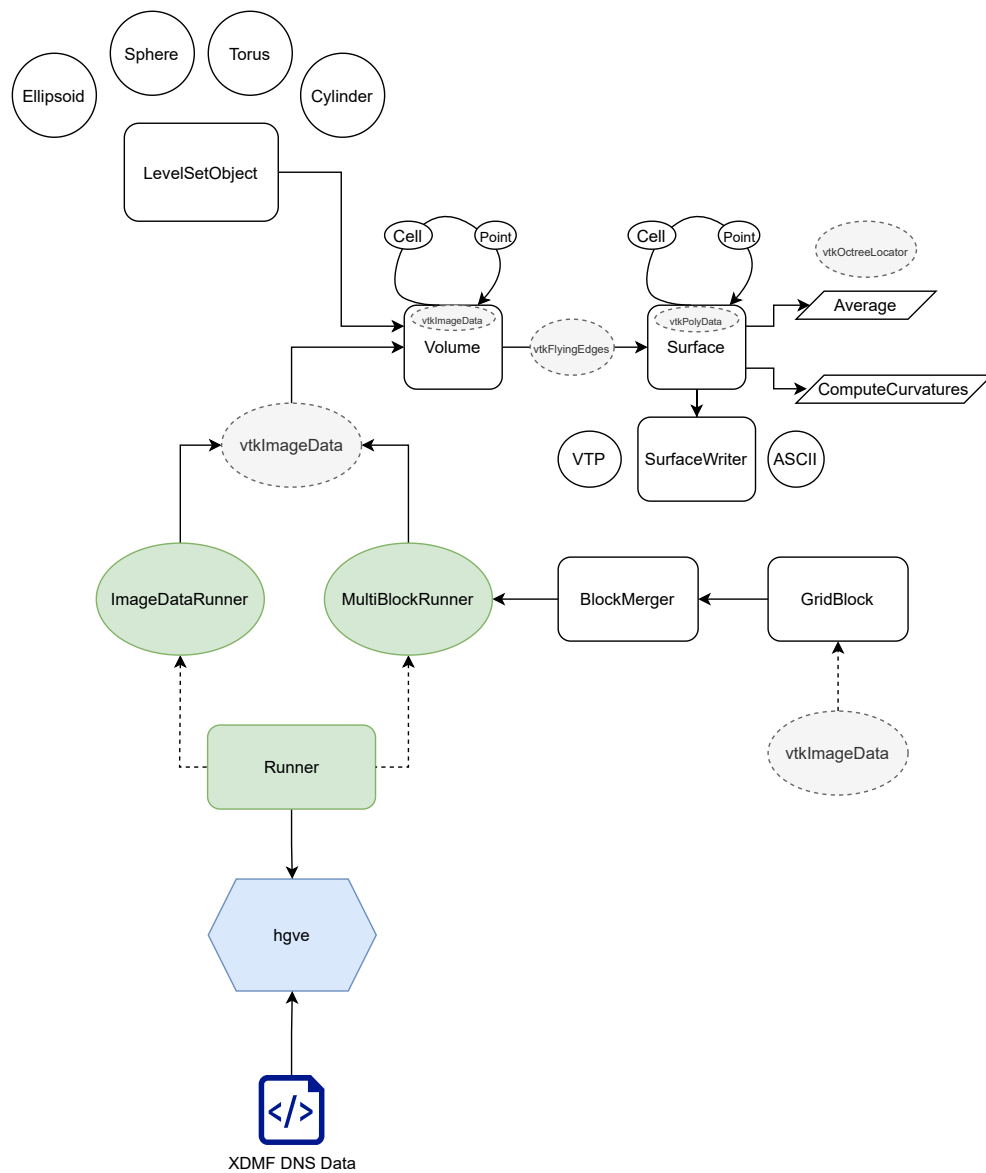 Sphere
Torus
Ellipsoid
Cylinder
LevelSetObject
Cell
Point
Cell
Point
vtkOctreeLocator
vtkImageData
vtkPolyData
Average
Volume
vtkFlyingEdges
Surface
ComputeCurvatures
vtkImageData
VTP
SurfaceWriter
ASCII
ImageDataRunner
MultiBlockRunner
BlockMerger
GridBlock
vtkImageData
Runner
hgve
</>
XDMF DNS Data